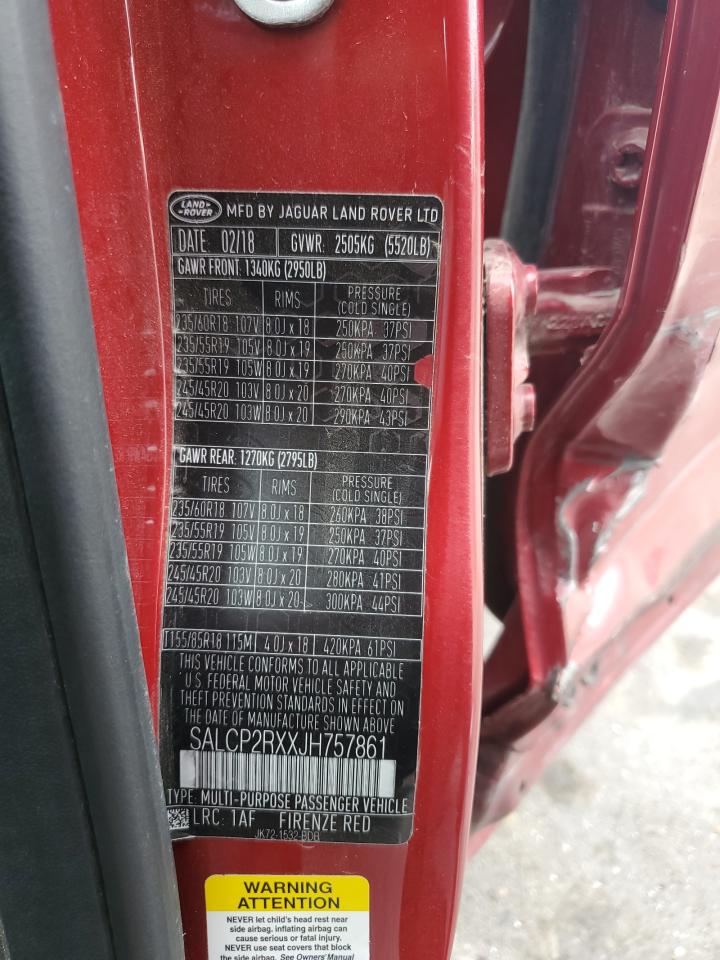 LAND ROVER MFD BY JAGUAR LAND ROVER LTD
DATE: 02/18 GVWR: 2505KG (5520LB)
GAWR FRONT: 1340KG (2950LB)
TIRES RIMS PRESSURE (COLD SINGLE)
235/60R18 107V 8.0J x 18 250KPA 37PSI
235/55R19 105V 8.0J x 19 250KPA 37PSI
235/55R19 105W 8.0J x 19 270KPA 40PSI
245/45R20 103V 8.0J x 20 270KPA 40PSI
245/45R20 103W 8.0J x 20 290KPA 43PSI
GAWR REAR: 1270KG (2795LB)
TIRES RIMS PRESSURE (COLD SINGLE)
235/60R18 107V 8.0J x 18 260KPA 38PSI
235/55R19 105V 8.0J x 19 250KPA 37PSI
235/55R19 105W 8.0J x 19 270KPA 40PSI
245/45R20 103V 8.0J x 20 280KPA 41PSI
245/45R20 103W 8.0J x 20 300KPA 44PSI
T155/85R18 115M 4.0J x 18 420KPA 61PSI
THIS VEHICLE CONFORMS TO ALL APPLICABLE
U.S. FEDERAL MOTOR VEHICLE SAFETY AND
THEFT PREVENTION STANDARDS IN EFFECT ON
THE DATE OF MANUFACTURE SHOWN ABOVE
SALCP2RXXJH757861
TYPE: MULTI-PURPOSE PASSENGER VEHICLE
LRC: 1AF FIRENZE RED
JK72-1532-BDB
WARNING
ATTENTION
NEVER let child's head rest near
side airbag, inflating airbag can
cause serious or fatal injury.
NEVER use seat covers that block
the side airbag. See Owners' Manual